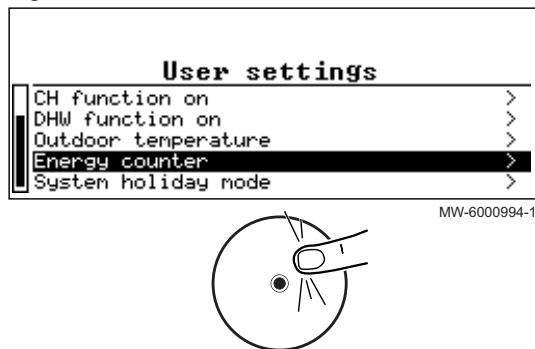 User settings
CH function on >
DHW function on >
Outdoor temperature >
Energy counter >
System holiday mode >
MW-6000994-1